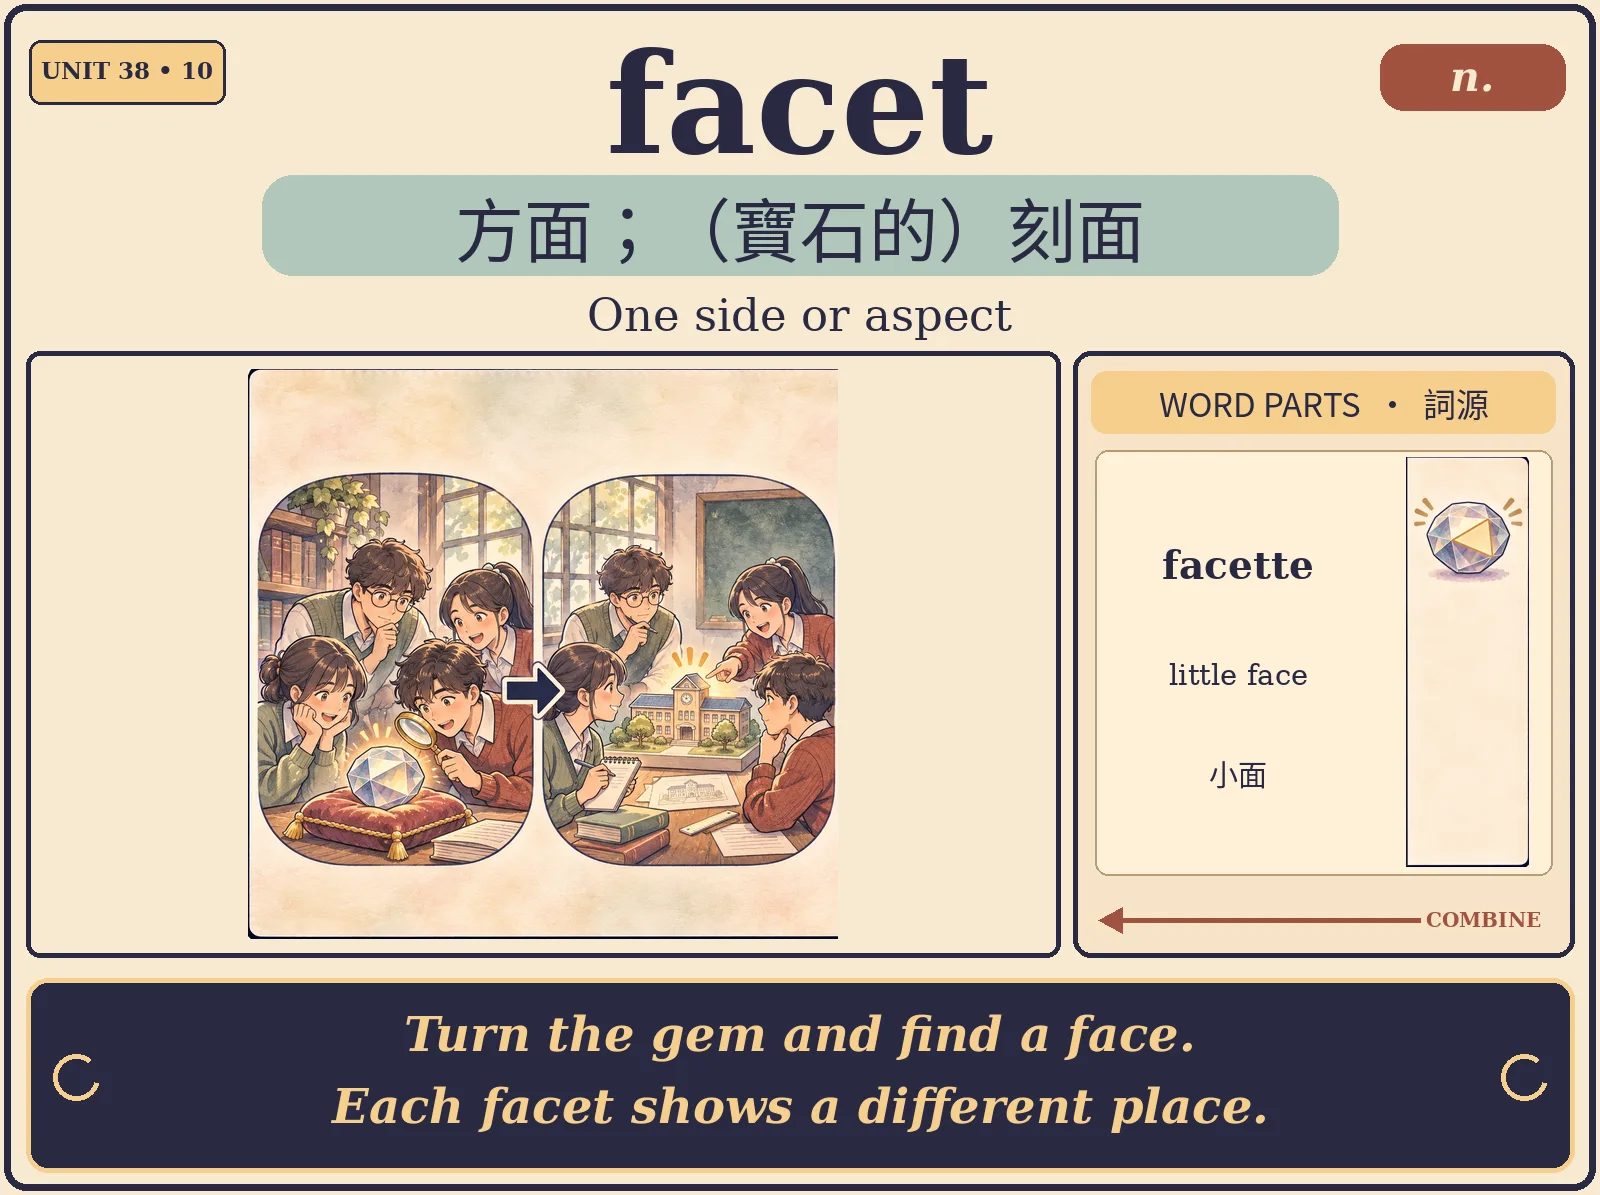 UNIT 38 • 10
facet
n.
方面；（寶石的）刻面
One side or aspect
WORD PARTS • 詞源
facette
little face
小面
COMBINE
Turn the gem and find a face.
Each facet shows a different place.